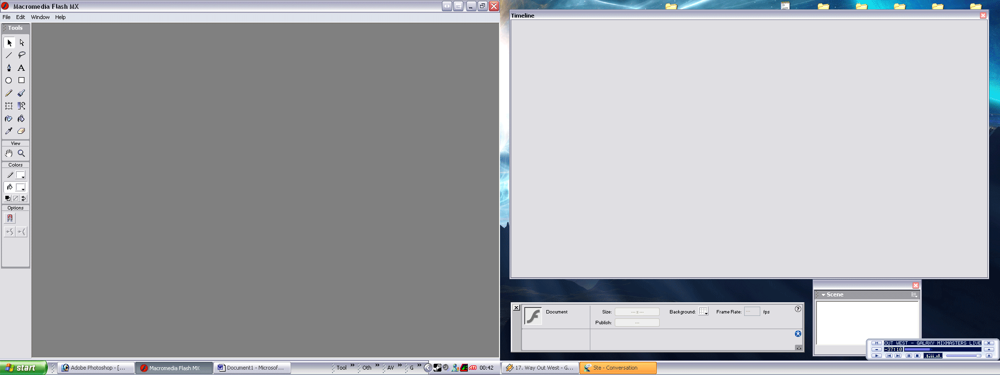 Macromedia Flash MX
File Edit Window Help
Tools
A
View
Colors
Options
Timeline
Document
Size: --- x ---
Background:
Frame Rate: --- fps
?
Publish: ---
Scene
M OUT WEST - GALAXY MIXMASTERS LIVE
-37:10
start
Adobe Photoshop - [...
Macromedia Flash MX
Document1 - Microsof...
Tool » Oth » AV » G »
ATI
00:42
17. Way Out West - G...
Ste - Conversation